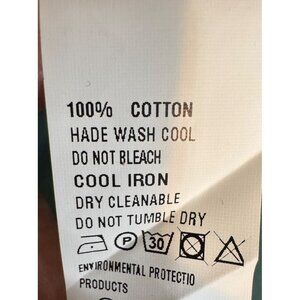 100% COTTON
HADE WASH COOL
DO NOT BLEACH
COOL IRON
DRY CLEANABLE
DO NOT TUMBLE DRY
P 30
ENVIRONMENTAL PROTECTIO
PRODUCTS